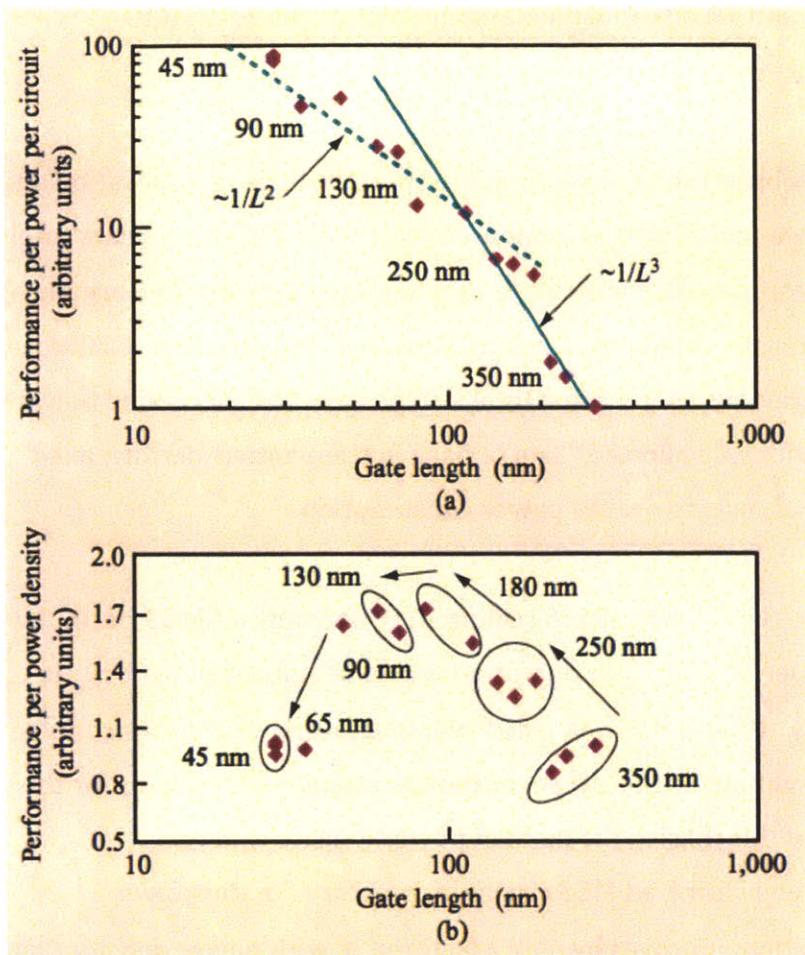 Performance per power per circuit
(arbitrary units)
100
10
1
45 nm
90 nm
~1/L²
130 nm
250 nm
~1/L³
350 nm
10
100
1,000
Gate length (nm)
(a)
Performance per power density
(arbitrary units)
2.0
1.7
1.4
1.1
0.8
0.5
130 nm
180 nm
90 nm
250 nm
65 nm
45 nm
350 nm
10
100
1,000
Gate length (nm)
(b)